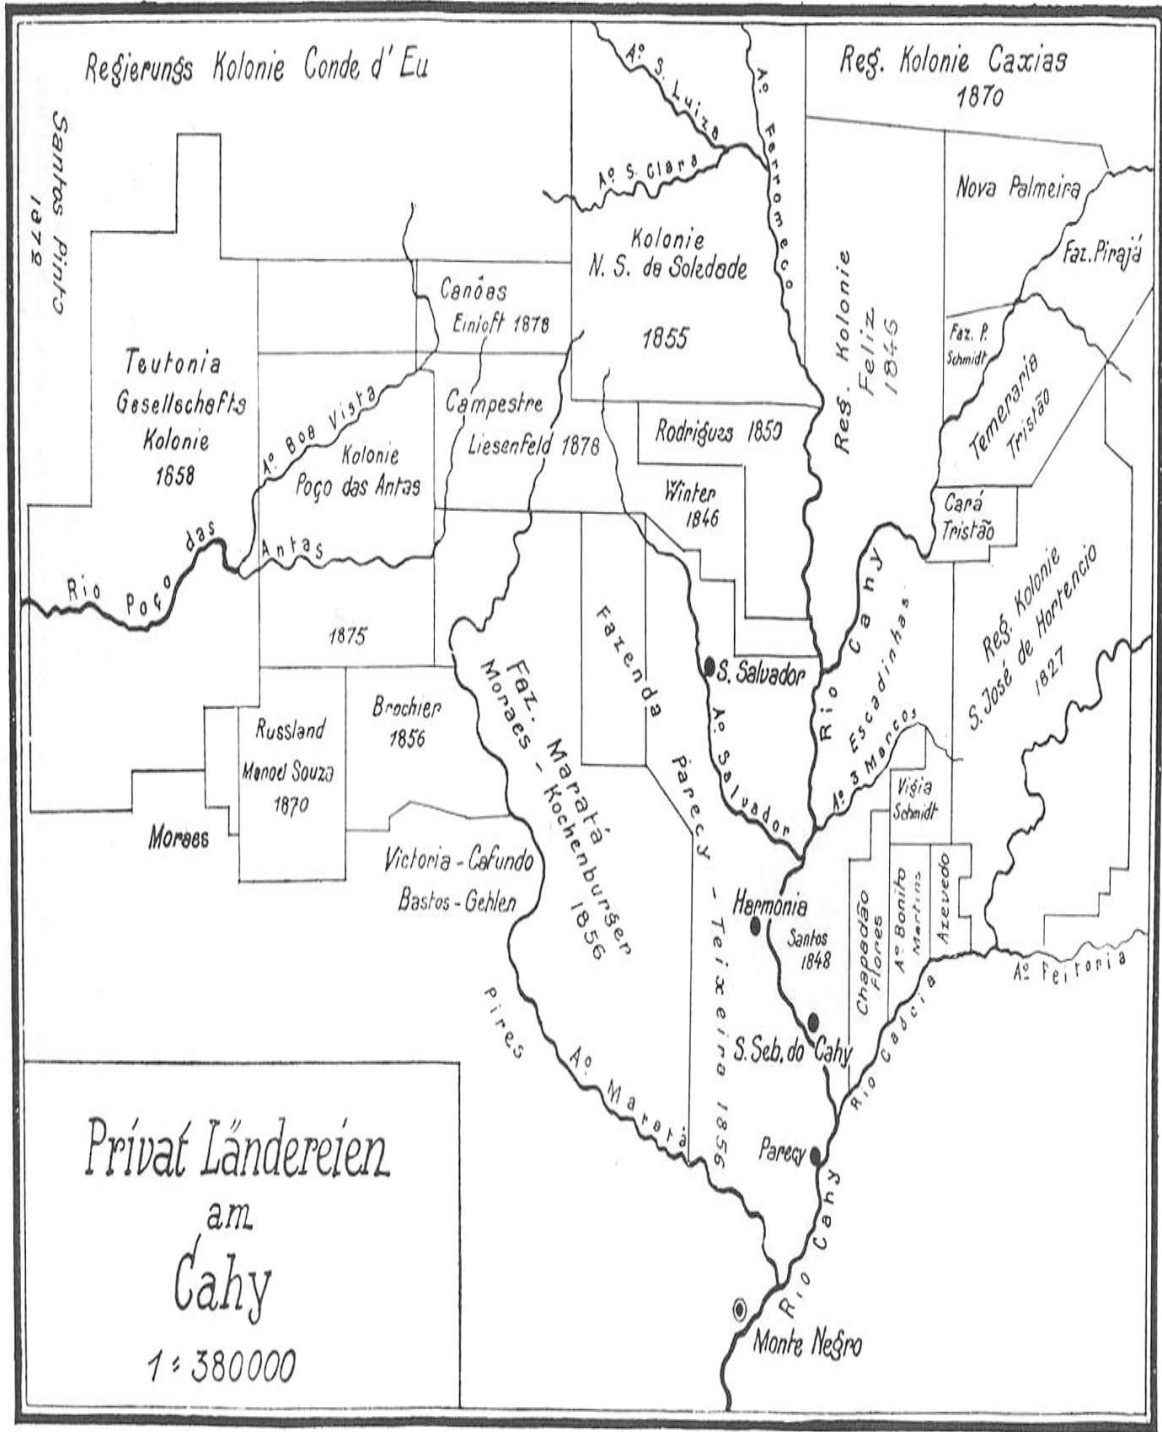 Regierungs Kolonie Conde d' Eu
Santos Pinto
1872
Aº. S. Luiza
Aº. Ferromeco
Aº. S. Clara
Reg. Kolonie Caxias
1870
Nova Palmeira
Faz. Pirajá
Kolonie
N. S. da Soledade
1855
Reg. Kolonie
Feliz
1846
Faz. P.
Schmidt
Temeraria
Tristão
Canôas
Einloft 1878
Teutonia
Gesellschafts
Kolonie
1858
Aº. Boa Vista
Kolonie
Poço das Antas
Campestre
Liesenfeld 1878
Rodrigues 1850
Winter
1846
Cará
Tristão
Rio Poço das Antas
1875
Reg. Kolonie
S. José de Hortencio
1827
Fazenda Parecy - Teixeira 1856
Rio Cahy
Escadinhas
S. Salvador
Aº. Salvador
Aº. 3 Marcos
Russland
Manoel Souza
1870
Brochier
1856
Faz. Maratá
Moraes - Kochenburger
1856
Moraes
Victoria - Cafundo
Bastos - Gehlen
Vigia
Schmidt
Harmonia
Santos
1848
Chapadão
Flores
Aº. Bonito
Martins
Azevedo
Aº. Feitoria
Rio Cadeia
Pires
Aº. Maratá
S. Seb. do Cahy
Parecy
Rio Cahy
Monte Negro
Privat Ländereien
am
Cahy
1 : 380000